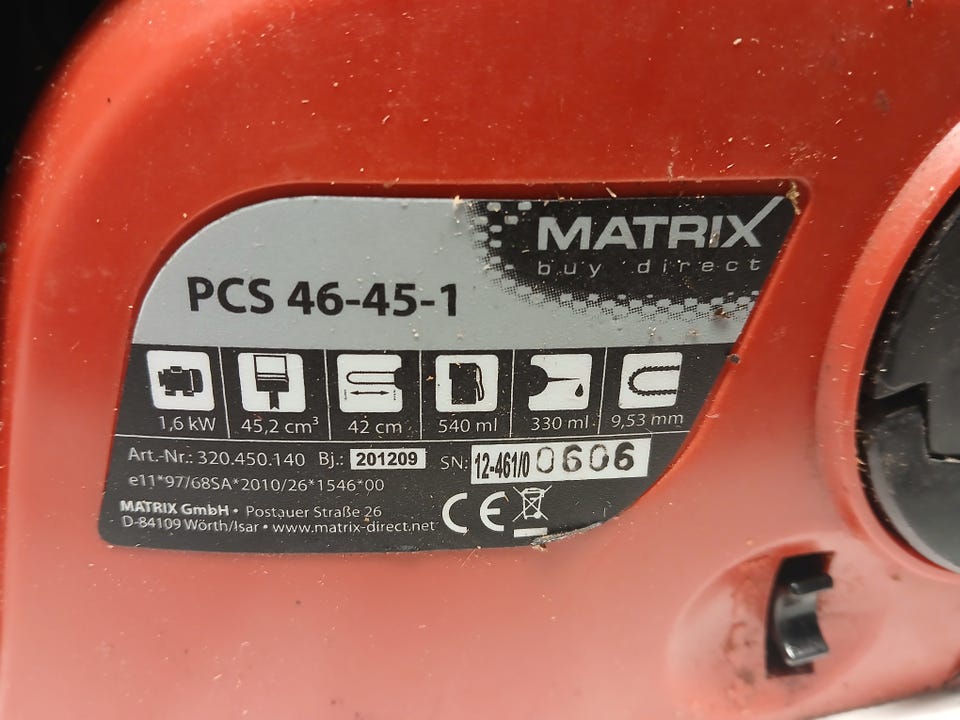 MATRIX
buy direct
PCS 46-45-1
1,6 kW 45,2 cm³ 42 cm 540 ml 330 ml 9,53 mm
Art.-Nr.: 320.450.140 Bj.: 201209 SN: 12-461/0 0606
e11*97/68SA*2010/26*1546*00
MATRIX GmbH • Postauer Straße 26
D-84109 Wörth/Isar • www.matrix-direct.net
CE